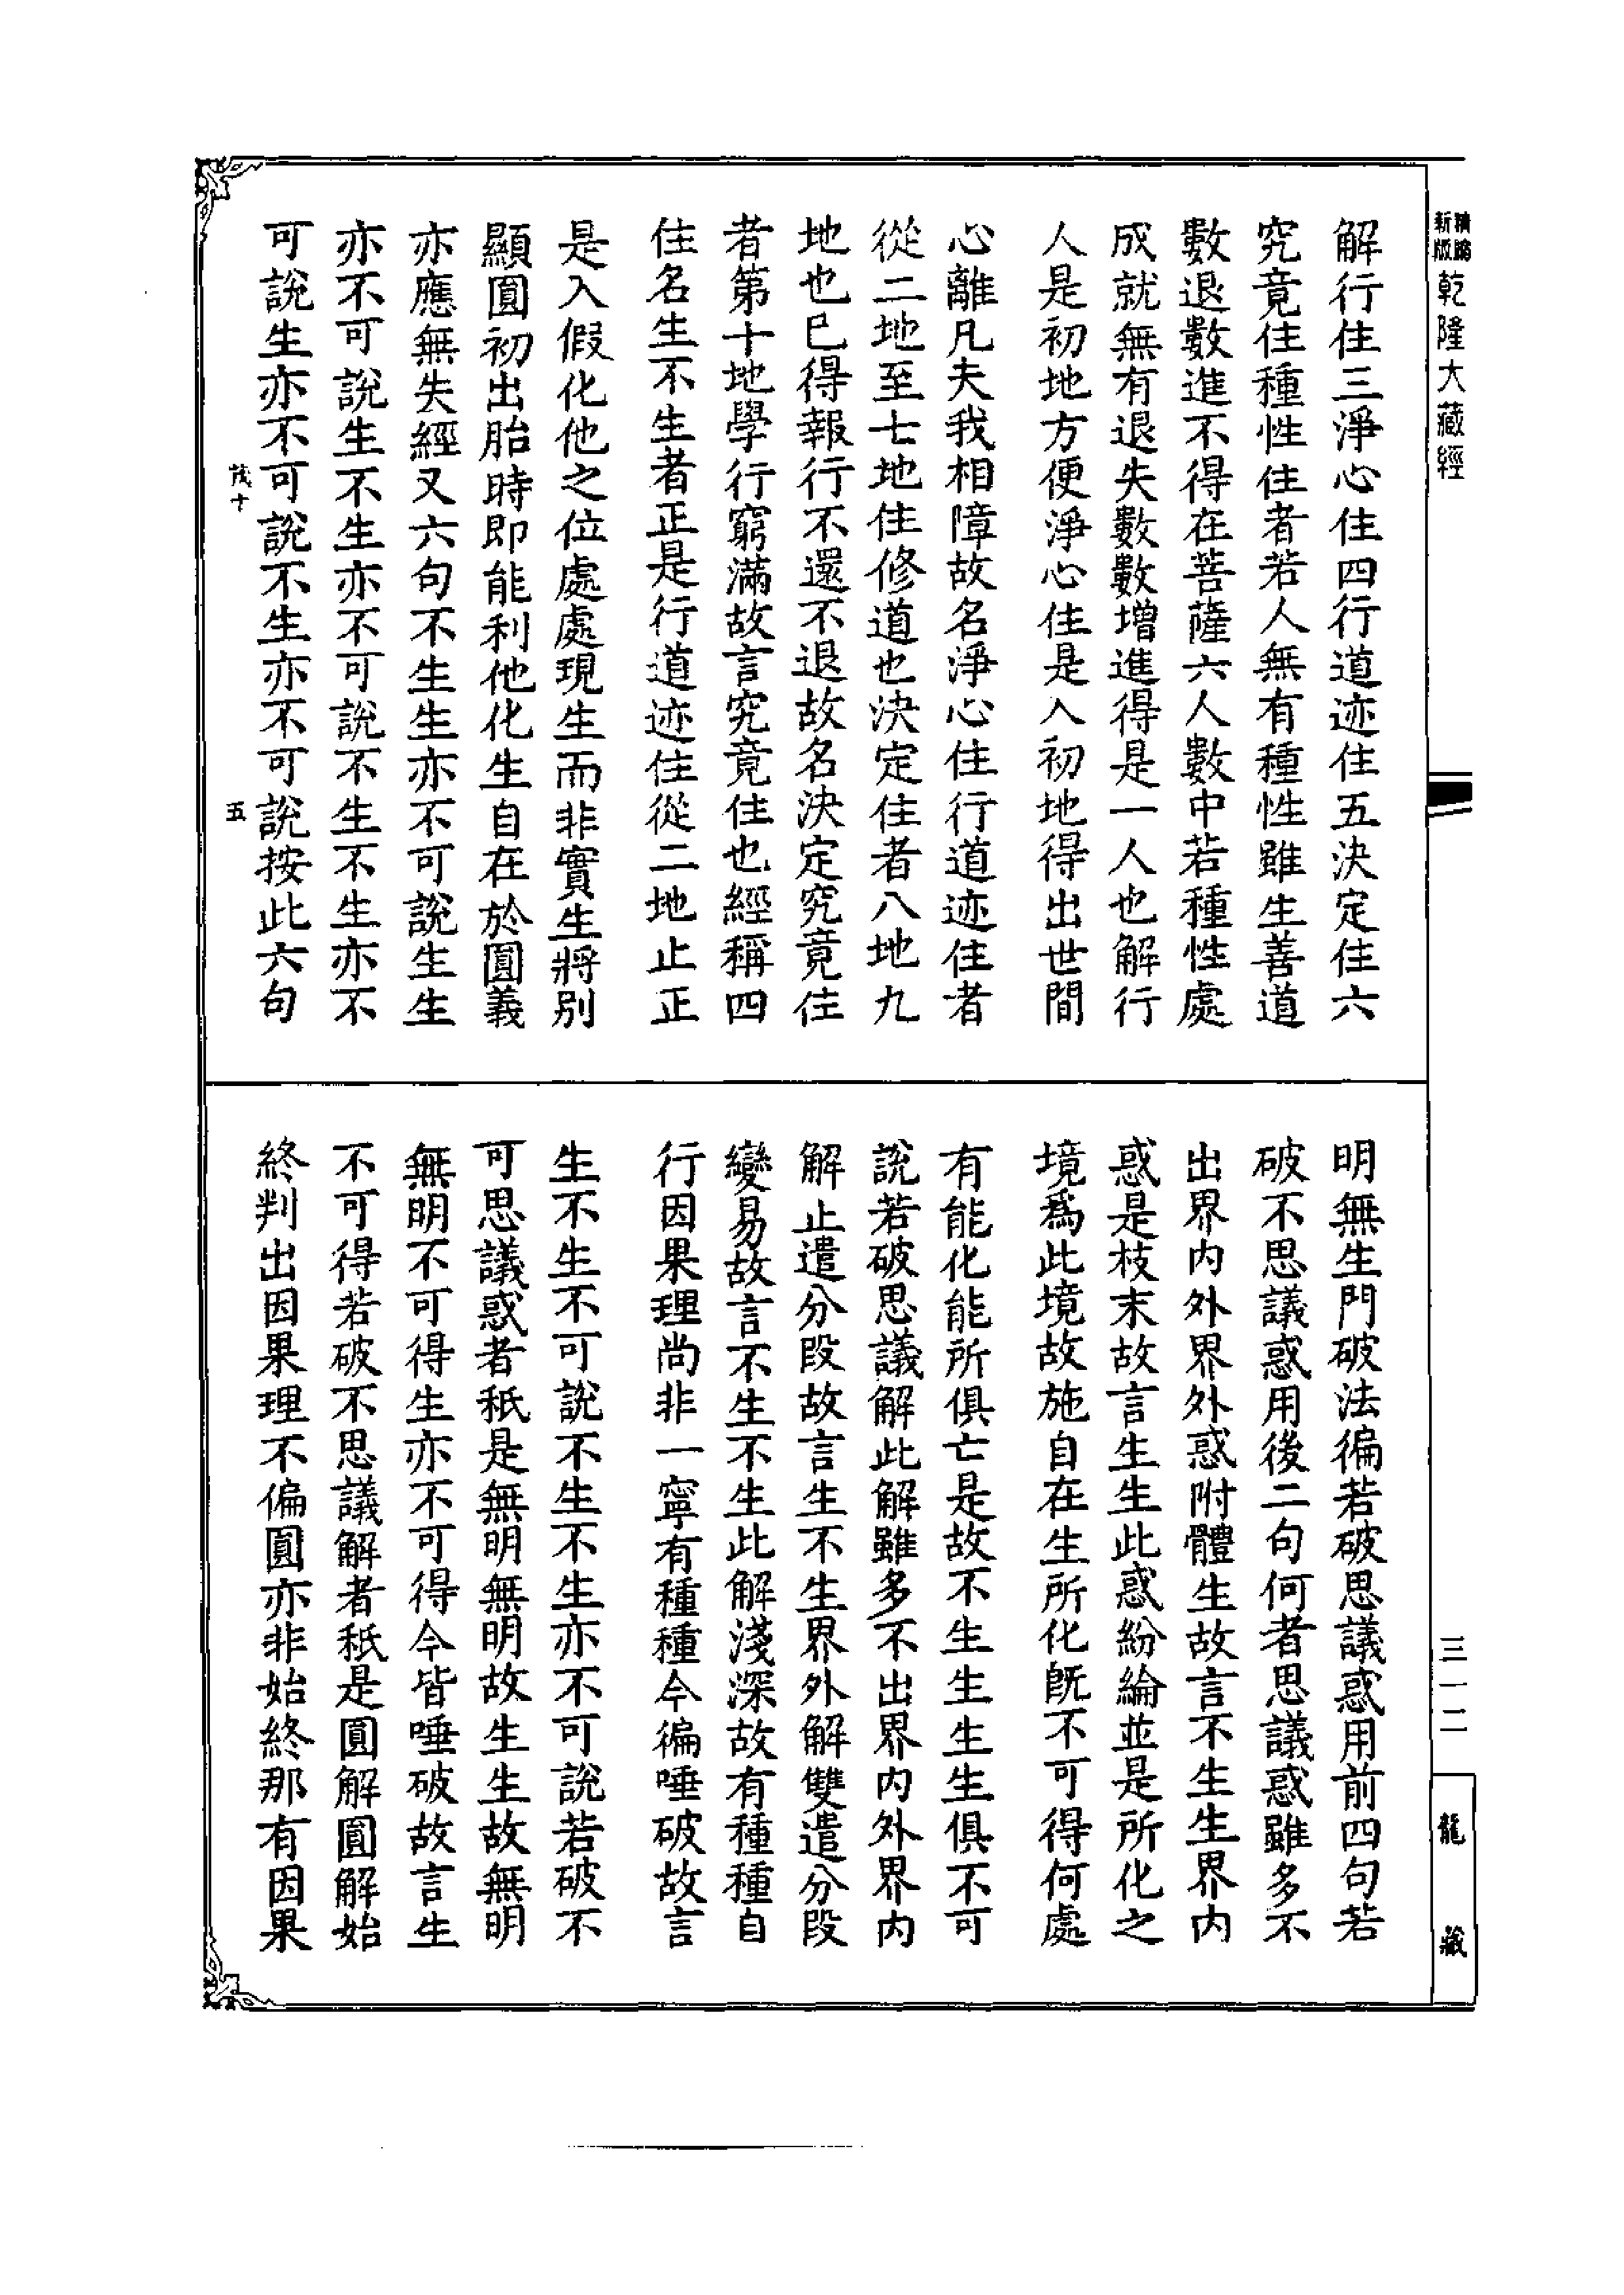 精縮新版乾隆大藏經
解行住三淨心住四行道迹住五決定住六
究竟住種性住者若人無有種性雖生善道
數退數進不得在菩薩六人數中若種性處
成就無有退失數數增進得是一人也解行
人是初地方便淨心住是入初地得出世間
心離凡夫我相障故名淨心住行道迹住者
從二地至七地住修道也決定住者八地九
地也已得報行不還不退故名決定究竟住
者第十地學行窮滿故言究竟住也經稱四
住名生不生者正是行道迹住從二地止正
是入假化他之位處處現生而非實生將別
顯圓初出胎時即能利他化生自在於圓義
亦應無失經又六句不生生亦不可說生生
亦不可說生不生亦不可說不生不生亦不
可說生亦不可說不生亦不可說按此六句
茂十
五
明無生門破法徧若破思議惑用前四句若
破不思議惑用後二句何者思議惑雖多不
出界內外界外惑附體生故言不生生界內
惑是枝末故言生生此惑紛綸並是所化之
境爲此境故施自在生所化旣不可得何處
有能化能所俱亡是故不生生生生俱不可
說若破思議解此解雖多不出界內外界內
解止遣分段故言生不生界外解雙遣分段
變易故言不生不生此解淺深故有種種自
行因果理尚非一寧有種種今徧唾破故言
生不生不可說不生不生亦不可說若破不
可思議惑者秖是無明無明故生生故無明
無明不可得生亦不可得今皆唾破故言生
不可得若破不思議解者秖是圓解圓解始
終判出因果理不偏圓亦非始終那有因果
三一二
龍藏